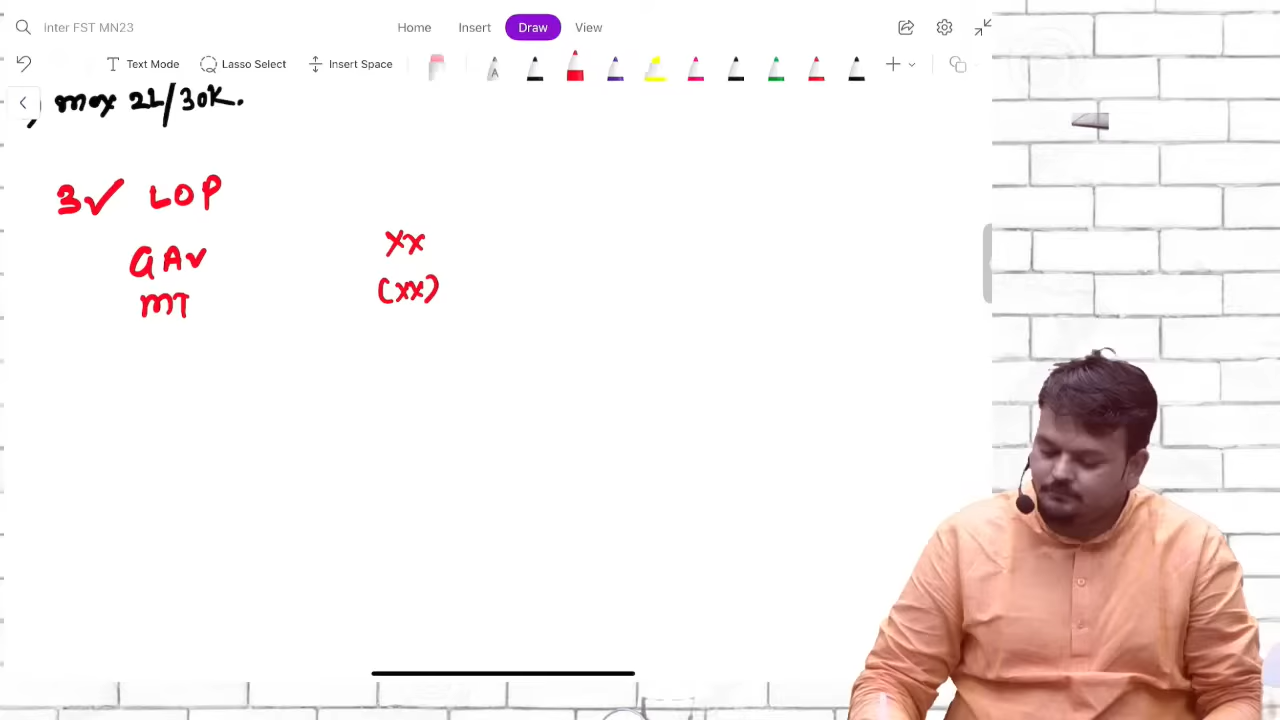 inter FST MN23
Home Insert Draw View
Text Mode Lasso Select Insert Space
max 2L/30K.
3✓ LOP
GAV XX
MT (XX)